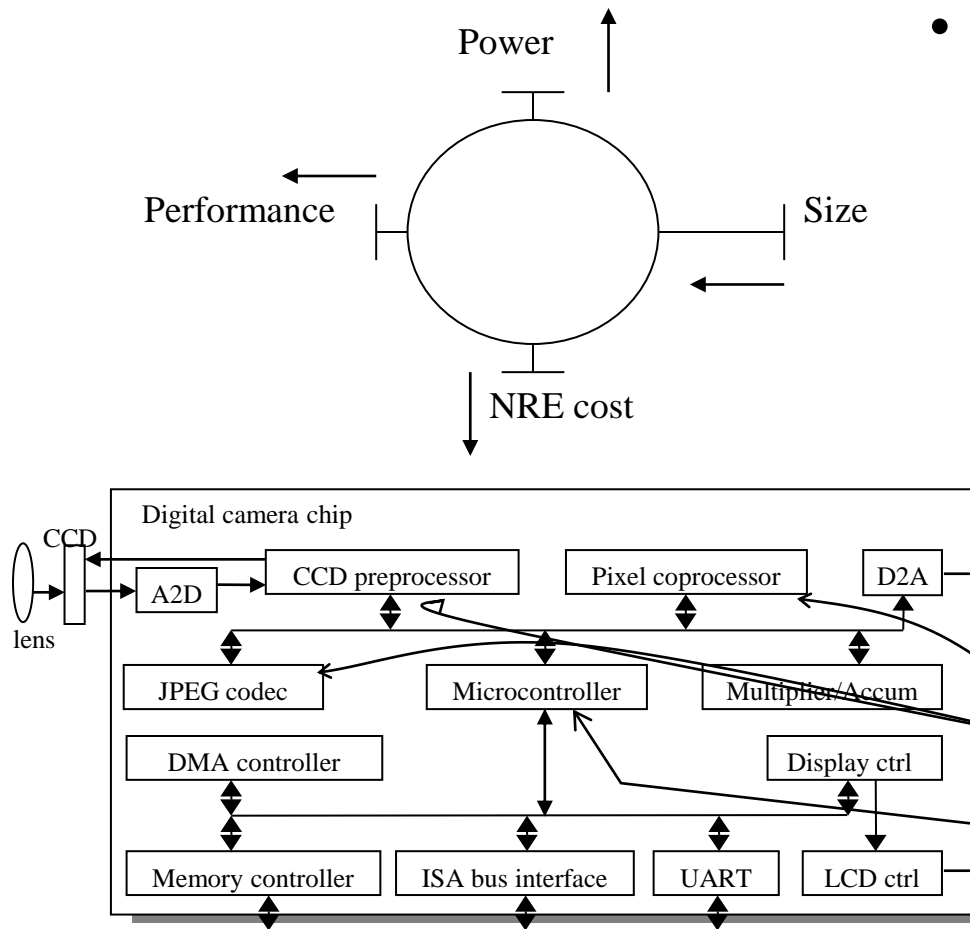 Power
Performance
Size
NRE cost
Digital camera chip
CCD
CCD preprocessor
Pixel coprocessor
D2A
A2D
lens
JPEG codec
Microcontroller
Multiplier/Accum
DMA controller
Display ctrl
Memory controller
ISA bus interface
UART
LCD ctrl